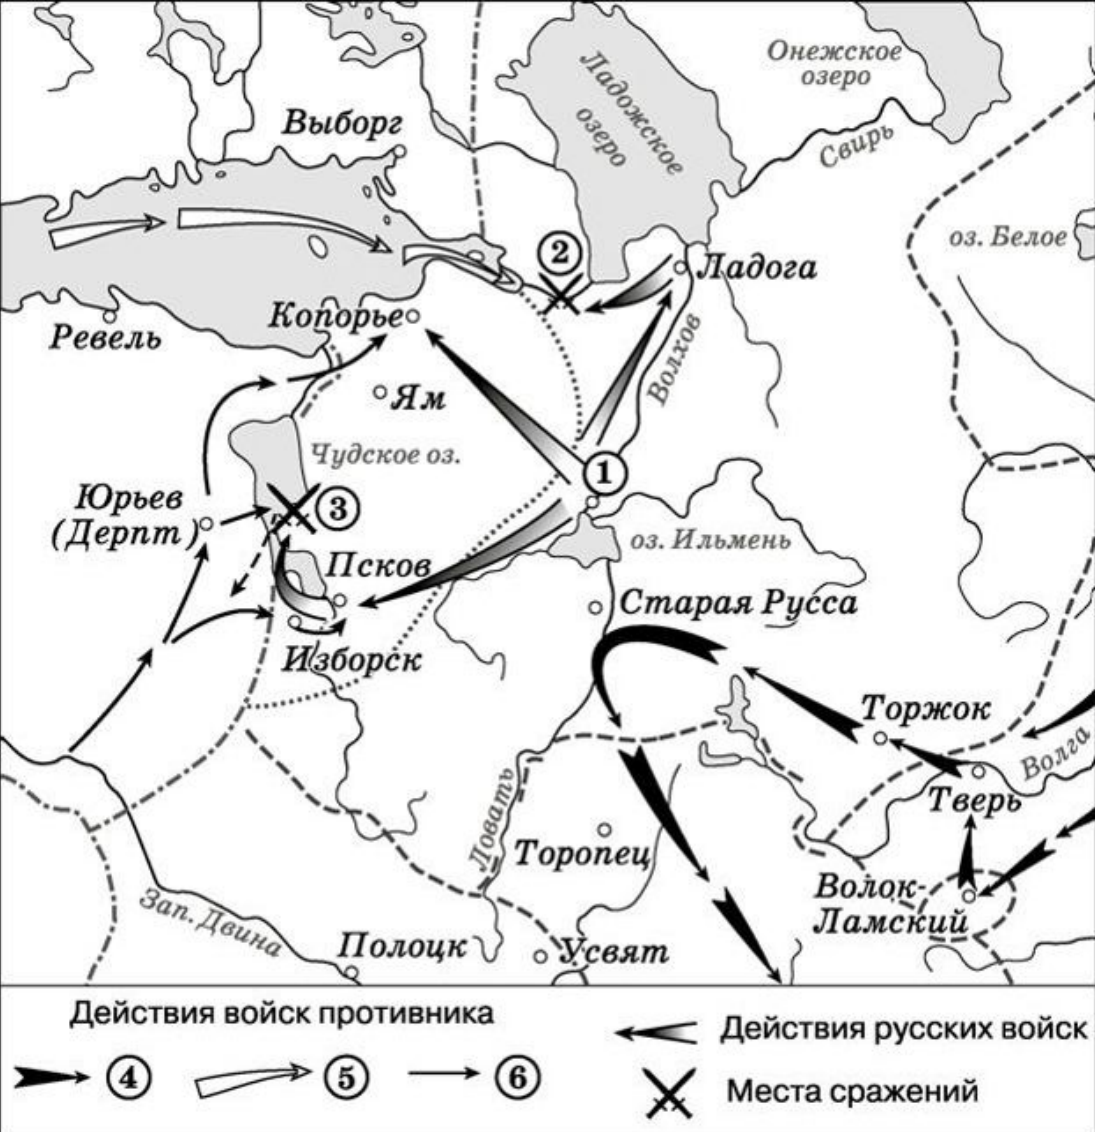 Онежское
озеро
Ладожское
озеро
Выборг
Свирь
оз. Белое
2
Ладога
Копорье
Ревель
Волхов
Ям
Чудское оз.
1
Юрьев
(Дерпт)
3
оз. Ильмень
Псков
Старая Русса
Изборск
Торжок
Волга
Тверь
Ловать
Торопец
Волок-
Ламский
Зап. Двина
Полоцк
Усвят
Действия войск противника
4
5
6
Действия русских войск
Места сражений